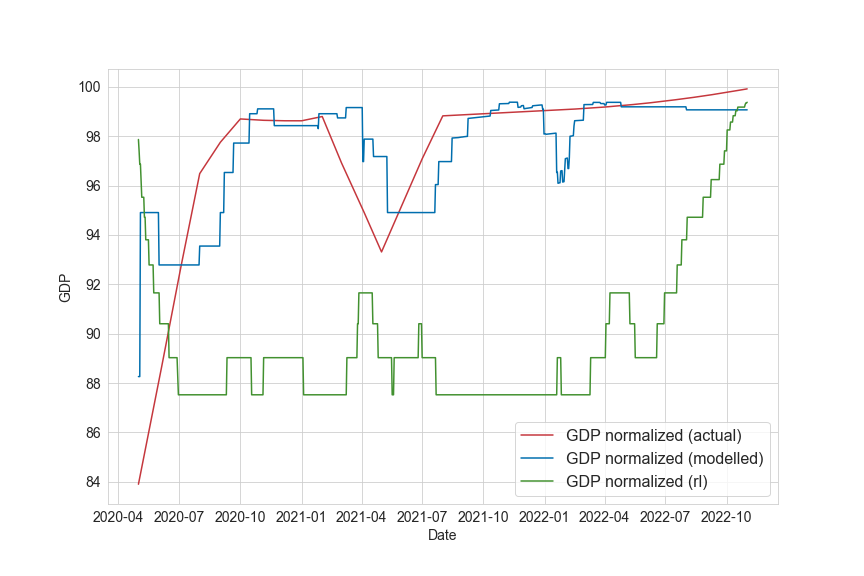 100
98
96
94
92
90
88
86
84
GDP
GDP normalized (actual)
GDP normalized (modelled)
GDP normalized (rl)
2020-04 2020-07 2020-10 2021-01 2021-04 2021-07 2021-10 2022-01 2022-04 2022-07 2022-10
Date